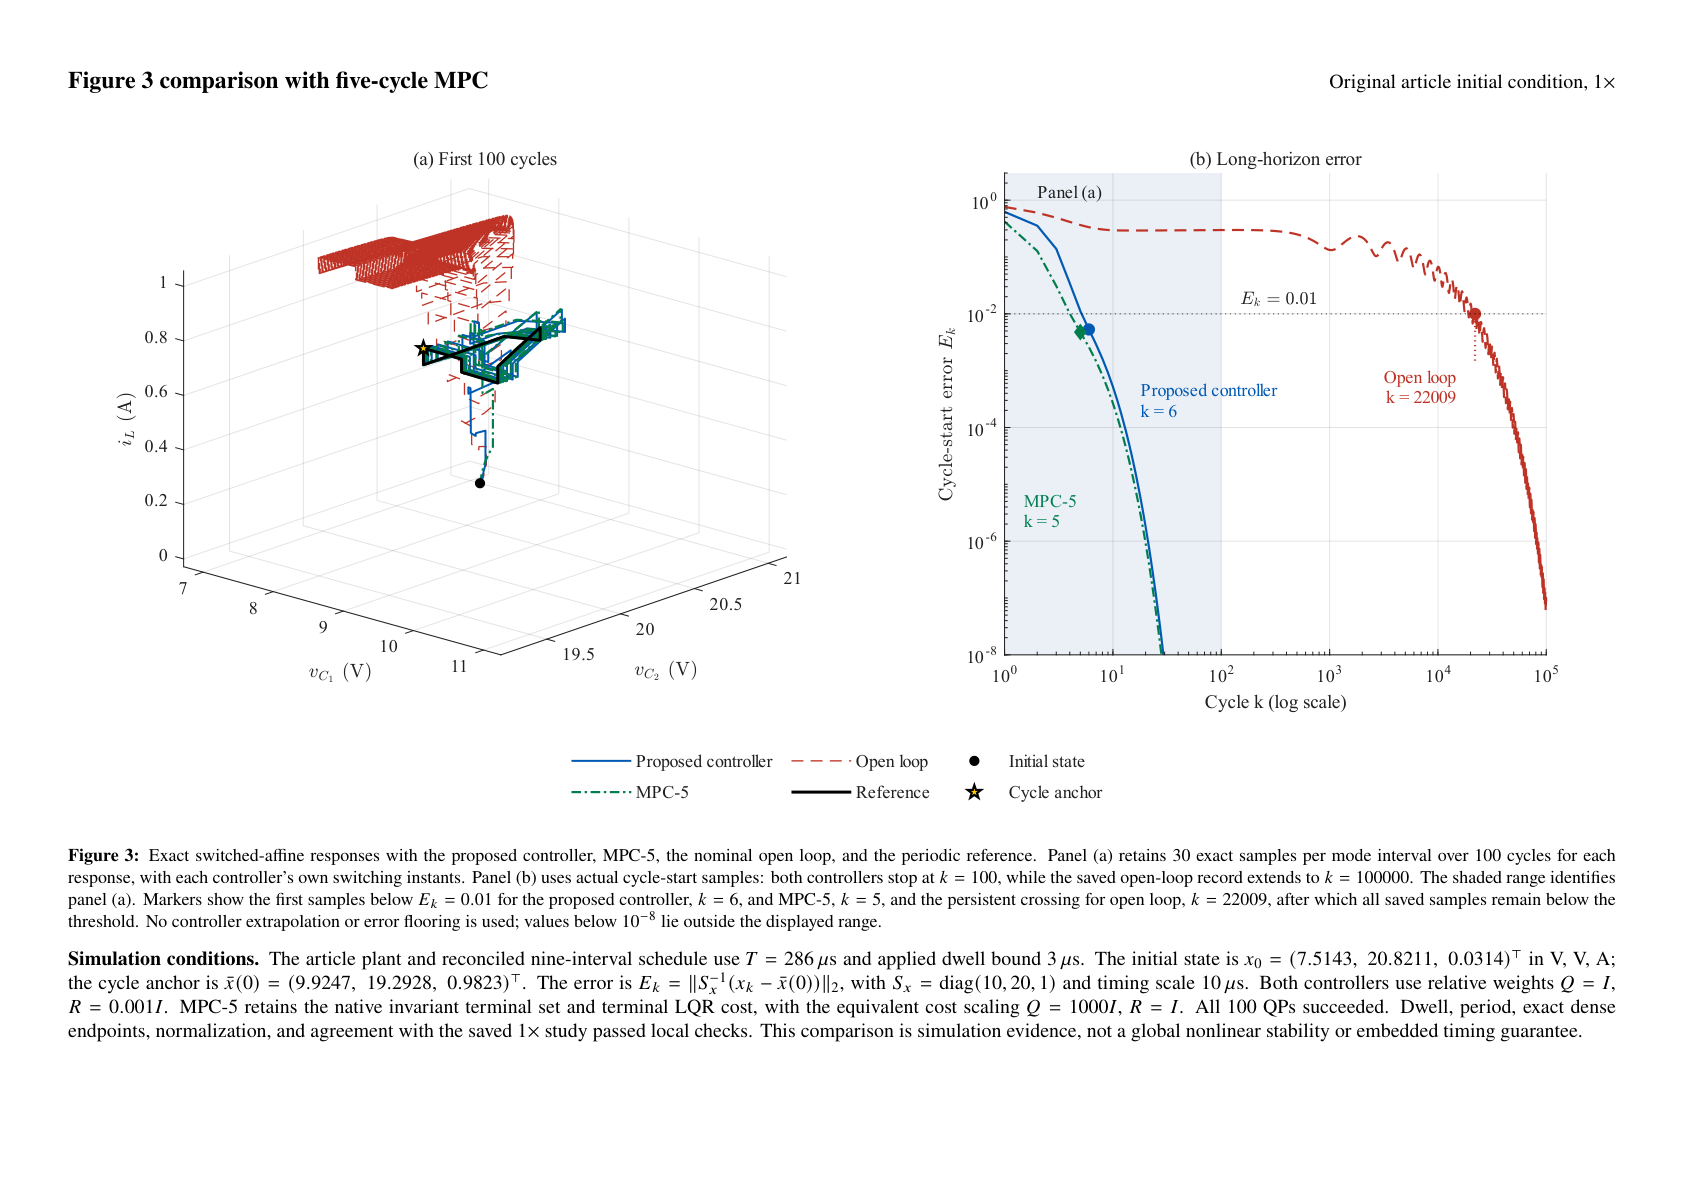 Figure 3 comparison with five-cycle MPC
Original article initial condition, 1×
(a) First 100 cycles
1
0.8
0.6
0.4
0.2
0
i_L (A)
7
8
9
10
11
v_{C_1} (V)
19.5
20
20.5
21
v_{C_2} (V)
(b) Long-horizon error
Panel (a)
10^0
10^{-2}
10^{-4}
10^{-6}
10^{-8}
Cycle-start error E_k
E_k = 0.01
Proposed controller
k = 6
Open loop
k = 22009
MPC-5
k = 5
10^0
10^1
10^2
10^3
10^4
10^5
Cycle k (log scale)
Proposed controller
Open loop
Initial state
MPC-5
Reference
Cycle anchor
Figure 3: Exact switched-affine responses with the proposed controller, MPC-5, the nominal open loop, and the periodic reference. Panel (a) retains 30 exact samples per mode interval over 100 cycles for each
response, with each controller's own switching instants. Panel (b) uses actual cycle-start samples: both controllers stop at k = 100, while the saved open-loop record extends to k = 100000. The shaded range identifies
panel (a). Markers show the first samples below E_k = 0.01 for the proposed controller, k = 6, and MPC-5, k = 5, and the persistent crossing for open loop, k = 22009, after which all saved samples remain below the
threshold. No controller extrapolation or error flooring is used; values below 10^{-8} lie outside the displayed range.
Simulation conditions. The article plant and reconciled nine-interval schedule use T = 286 μs and applied dwell bound 3 μs. The initial state is x_0 = (7.5143, 20.8211, 0.0314)^⊤ in V, V, A;
the cycle anchor is x̄(0) = (9.9247, 19.2928, 0.9823)^⊤. The error is E_k = ‖S_x^{-1}(x_k − x̄(0))‖_2, with S_x = diag(10, 20, 1) and timing scale 10 μs. Both controllers use relative weights Q = I,
R = 0.001I. MPC-5 retains the native invariant terminal set and terminal LQR cost, with the equivalent cost scaling Q = 1000I, R = I. All 100 QPs succeeded. Dwell, period, exact dense
endpoints, normalization, and agreement with the saved 1× study passed local checks. This comparison is simulation evidence, not a global nonlinear stability or embedded timing guarantee.